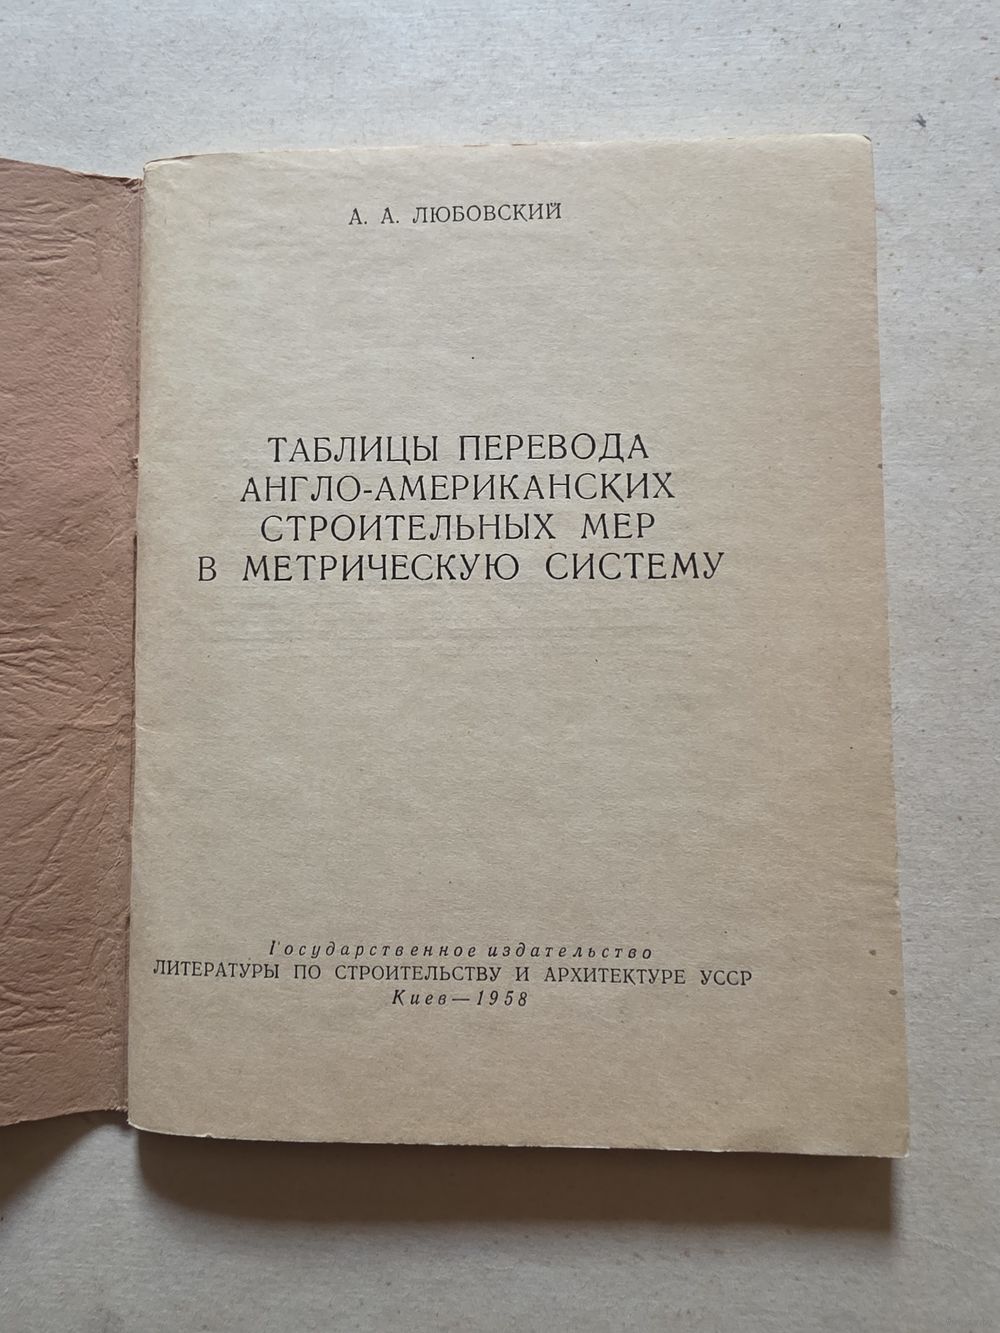 А. А. ЛЮБОВСКИЙ
ТАБЛИЦЫ ПЕРЕВОДА
АНГЛО-АМЕРИКАНСКИХ
СТРОИТЕЛЬНЫХ МЕР
В МЕТРИЧЕСКУЮ СИСТЕМУ
Государственное издательство
ЛИТЕРАТУРЫ ПО СТРОИТЕЛЬСТВУ И АРХИТЕКТУРЕ УССР
Киев—1958